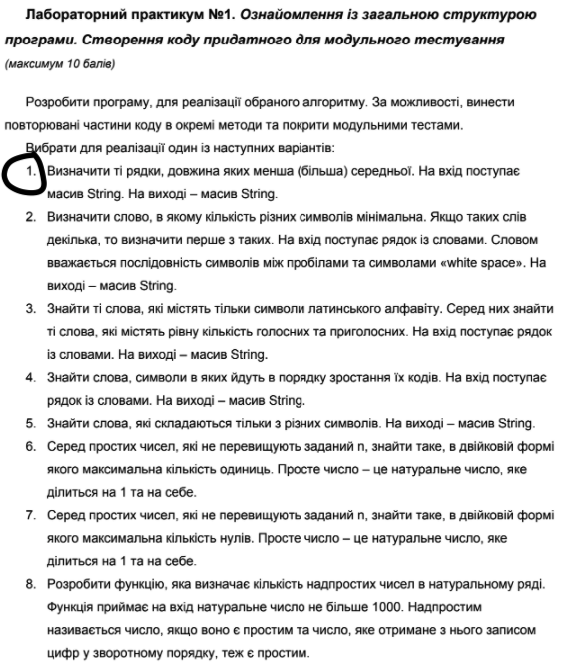 Лабораторний практикум №1. Ознайомлення із загальною структурою
програми. Створення коду придатного для модульного тестування
(максимум 10 балів)
Розробити програму, для реалізації обраного алгоритму. За можливості, винести
повторювані частини коду в окремі методи та покрити модульними тестами.
Вибрати для реалізації один із наступних варіантів:
1. Визначити ті рядки, довжина яких менша (більша) середньої. На вхід поступає
масив String. На виході – масив String.
2. Визначити слово, в якому кількість різних символів мінімальна. Якщо таких слів
декілька, то визначити перше з таких. На вхід поступає рядок із словами. Словом
вважається послідовність символів між пробілами та символами «white space». На
виході – масив String.
3. Знайти ті слова, які містять тільки символи латинського алфавіту. Серед них знайти
ті слова, які містять рівну кількість голосних та приголосних. На вхід поступає рядок
із словами. На виході – масив String.
4. Знайти слова, символи в яких йдуть в порядку зростання їх кодів. На вхід поступає
рядок із словами. На виході – масив String.
5. Знайти слова, які складаються тільки з різних символів. На виході – масив String.
6. Серед простих чисел, які не перевищують заданий n, знайти таке, в двійковій формі
якого максимальна кількість одиниць. Просте число – це натуральне число, яке
ділиться на 1 та на себе.
7. Серед простих чисел, які не перевищують заданий n, знайти таке, в двійковій формі
якого максимальна кількість нулів. Просте число – це натуральне число, яке
ділиться на 1 та на себе.
8. Розробити функцію, яка визначає кількість надпростих чисел в натуральному ряді.
Функція приймає на вхід натуральне число не більше 1000. Надпростим
називається число, якщо воно є простим та число, яке отримане з нього записом
цифр у зворотному порядку, теж є простим.